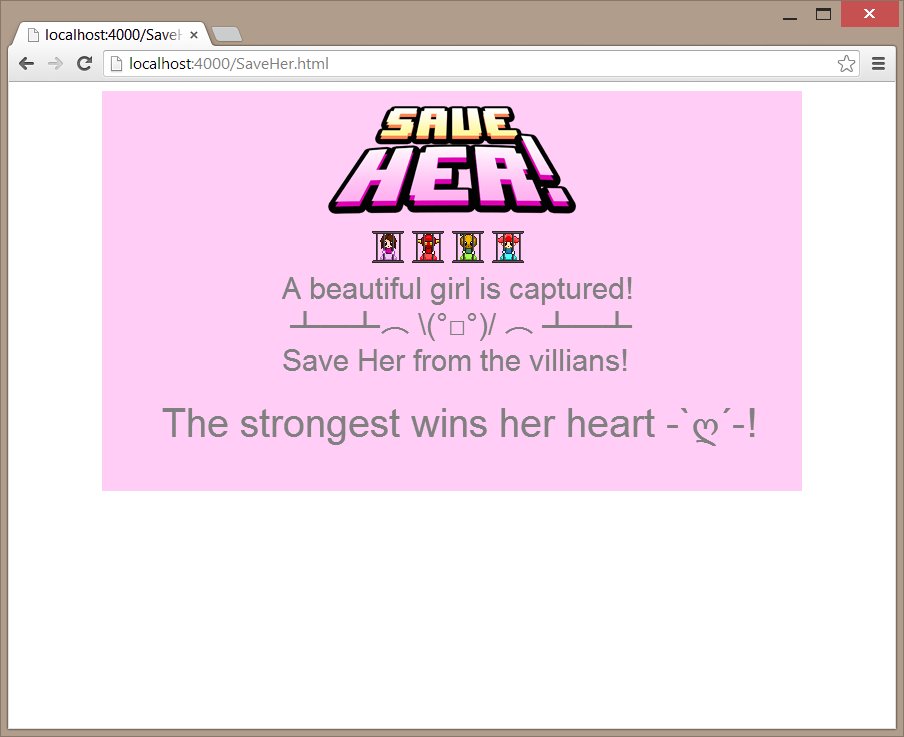 localhost:4000/SaveH
localhost:4000/SaveHer.html
SAVE
HER!
A beautiful girl is captured!
┻━┻︵ \(°□°)/ ︵ ┻━┻
Save Her from the villians!
The strongest wins her heart -`ღ´-!